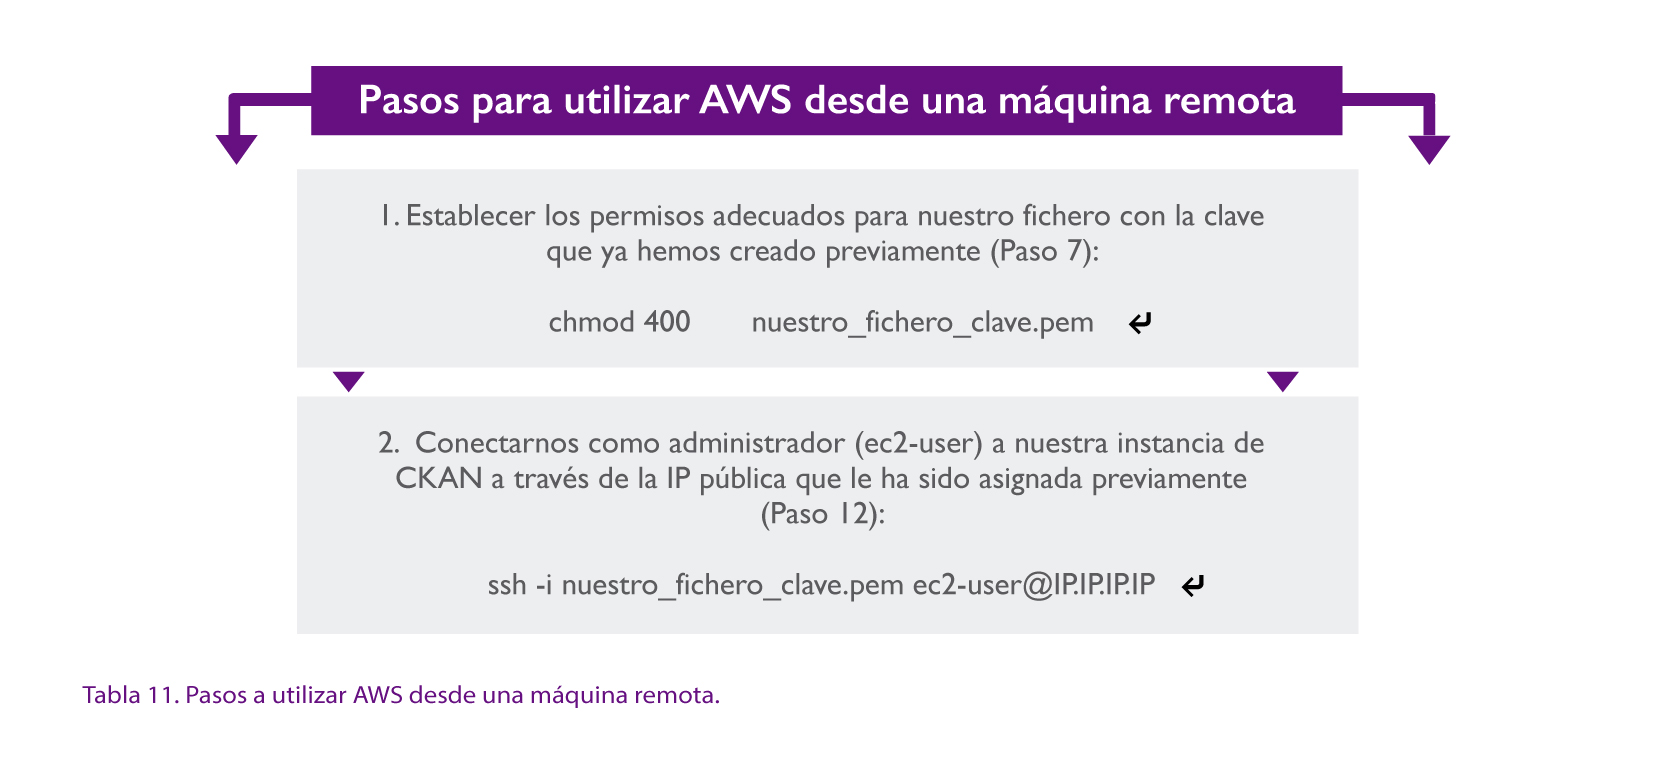 Pasos para utilizar AWS desde una máquina remota
1. Establecer los permisos adecuados para nuestro fichero con la clave
que ya hemos creado previamente (Paso 7):
chmod 400 nuestro_fichero_clave.pem ↵
2. Conectarnos como administrador (ec2-user) a nuestra instancia de
CKAN a través de la IP pública que le ha sido asignada previamente
(Paso 12):
ssh -i nuestro_fichero_clave.pem ec2-user@IP.IP.IP.IP ↵
Tabla 11. Pasos a utilizar AWS desde una máquina remota.